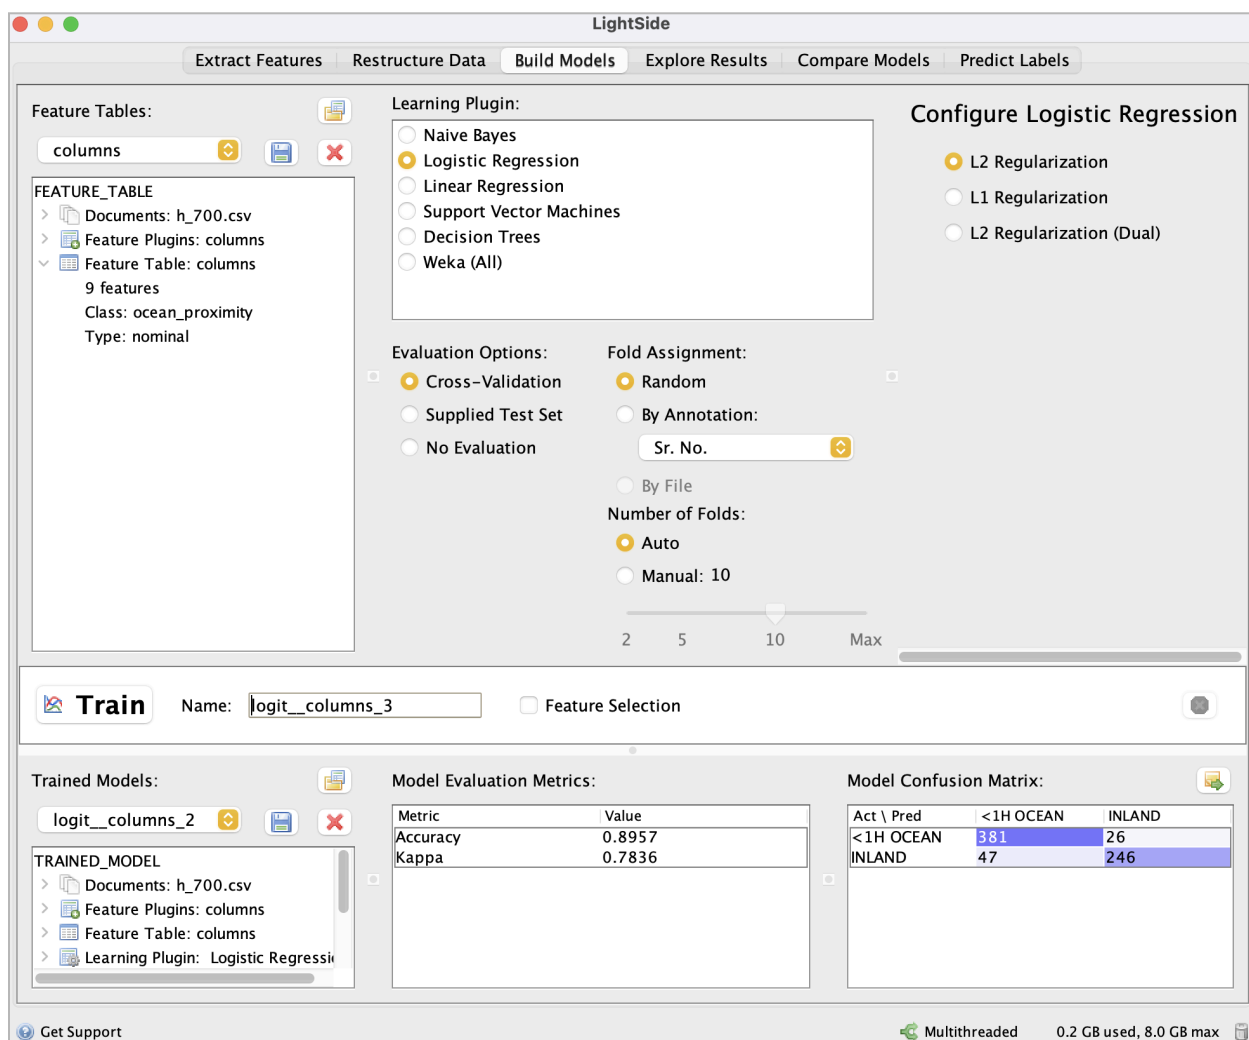 LightSide
Extract Features Restructure Data Build Models Explore Results Compare Models Predict Labels
Feature Tables:
columns
FEATURE_TABLE
Documents: h_700.csv
Feature Plugins: columns
Feature Table: columns
9 features
Class: ocean_proximity
Type: nominal
Learning Plugin:
Naive Bayes
Logistic Regression
Linear Regression
Support Vector Machines
Decision Trees
Weka (All)
Configure Logistic Regression
L2 Regularization
L1 Regularization
L2 Regularization (Dual)
Evaluation Options:
Cross-Validation
Supplied Test Set
No Evaluation
Fold Assignment:
Random
By Annotation:
Sr. No.
By File
Number of Folds:
Auto
Manual: 10
2 5 10 Max
Train Name: logit__columns_3 Feature Selection
Trained Models:
logit__columns_2
TRAINED_MODEL
Documents: h_700.csv
Feature Plugins: columns
Feature Table: columns
Learning Plugin: Logistic Regressi
Model Evaluation Metrics:
Metric Value
Accuracy 0.8957
Kappa 0.7836
Model Confusion Matrix:
Act \ Pred <1H OCEAN INLAND
<1H OCEAN 381 26
INLAND 47 246
Get Support Multithreaded 0.2 GB used, 8.0 GB max